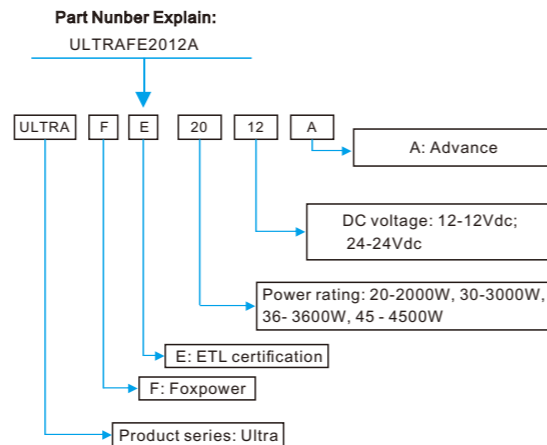 Part Nunber Explain:
ULTRAFE2012A
ULTRA F E 20 12 A
A: Advance
DC voltage: 12-12Vdc;
24-24Vdc
Power rating: 20-2000W, 30-3000W,
36- 3600W, 45 - 4500W
E: ETL certification
F: Foxpower
Product series: Ultra